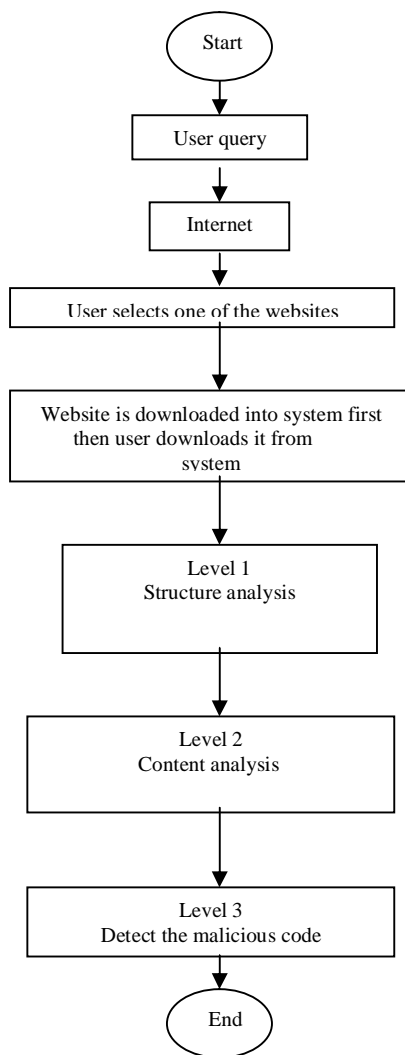 Start
User query
Internet
User selects one of the websites
Website is downloaded into system first
then user downloads it from
system
Level 1
Structure analysis
Level 2
Content analysis
Level 3
Detect the malicious code
End